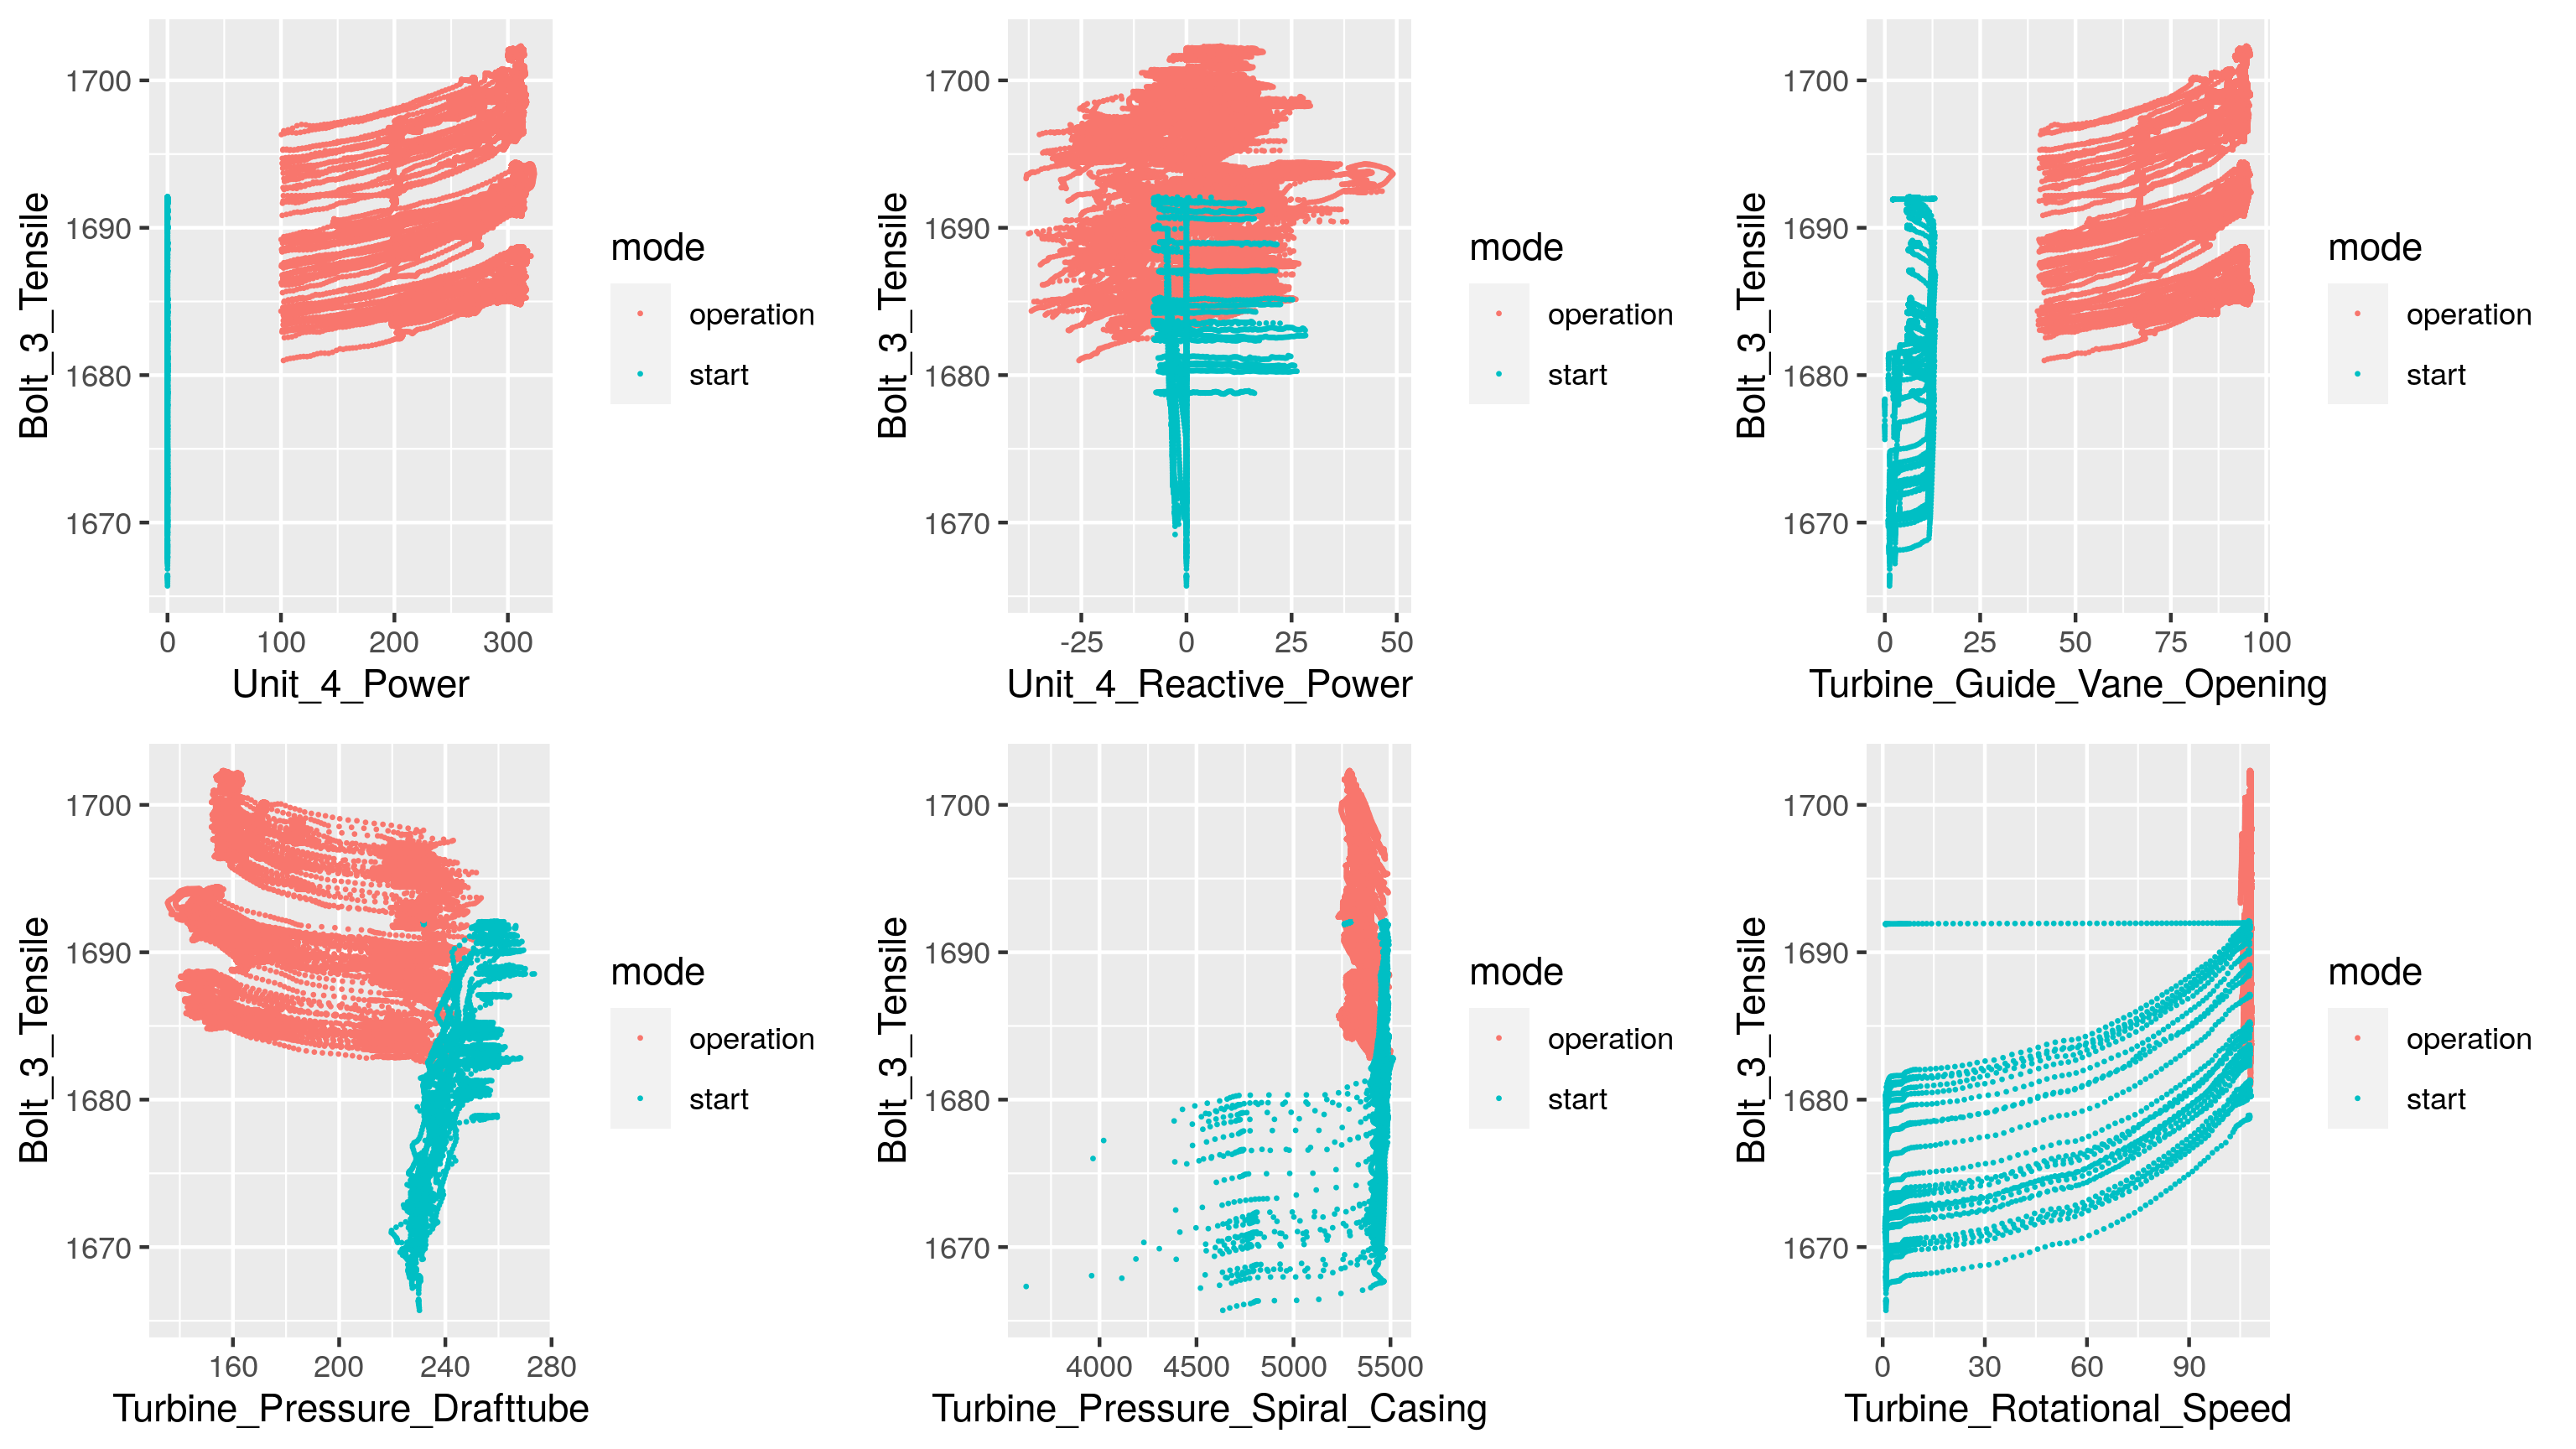 Bolt_3_Tensile
1700
1690
1680
1670
0
100
200
300
Unit_4_Power
mode
operation
start
Bolt_3_Tensile
1700
1690
1680
1670
-25
0
25
50
Unit_4_Reactive_Power
mode
operation
start
Bolt_3_Tensile
1700
1690
1680
1670
0
25
50
75
100
Turbine_Guide_Vane_Opening
mode
operation
start
Bolt_3_Tensile
1700
1690
1680
1670
160
200
240
280
Turbine_Pressure_Drafttube
mode
operation
start
Bolt_3_Tensile
1700
1690
1680
1670
4000
4500
5000
5500
Turbine_Pressure_Spiral_Casing
mode
operation
start
Bolt_3_Tensile
1700
1690
1680
1670
0
30
60
90
Turbine_Rotational_Speed
mode
operation
start